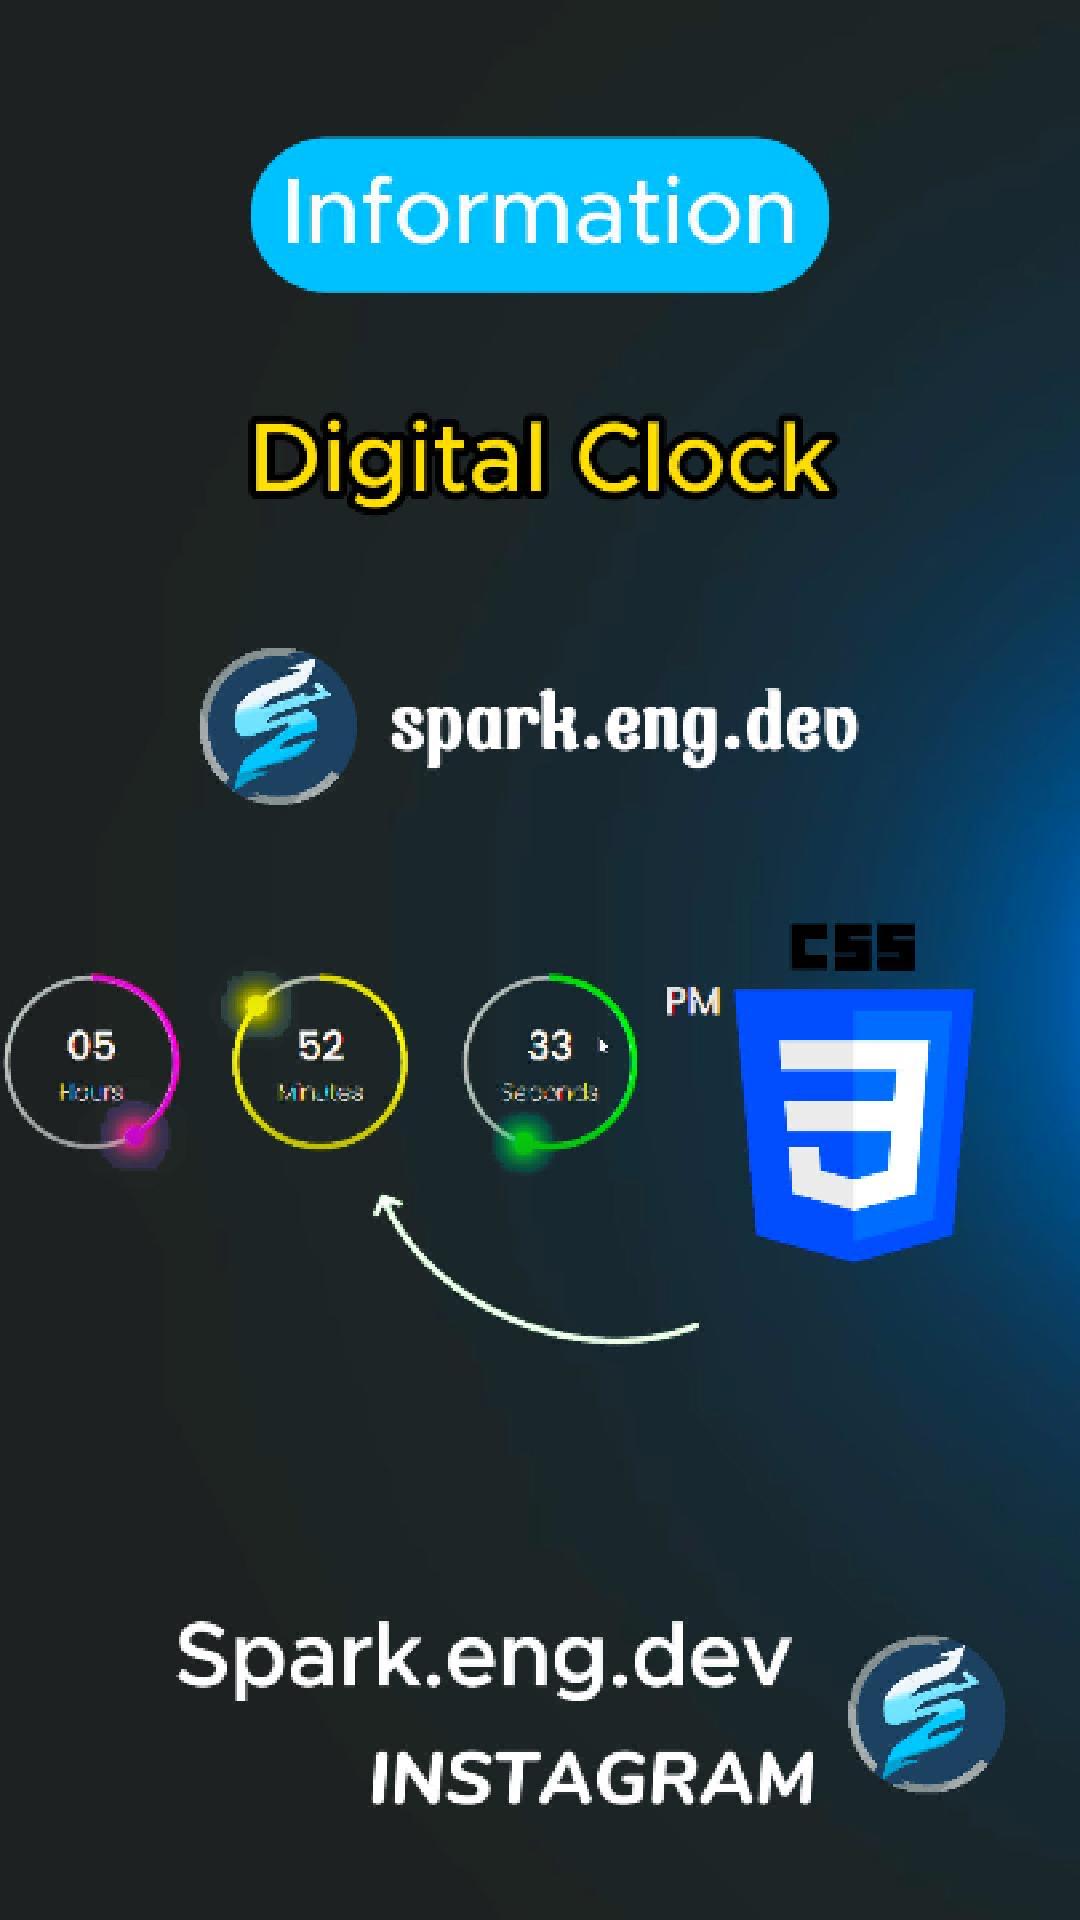 Information
Digital Clock
spark.eng.dev
CSS
05
Hours
52
Minutes
33
Seconds
PM
Spark.eng.dev
INSTAGRAM